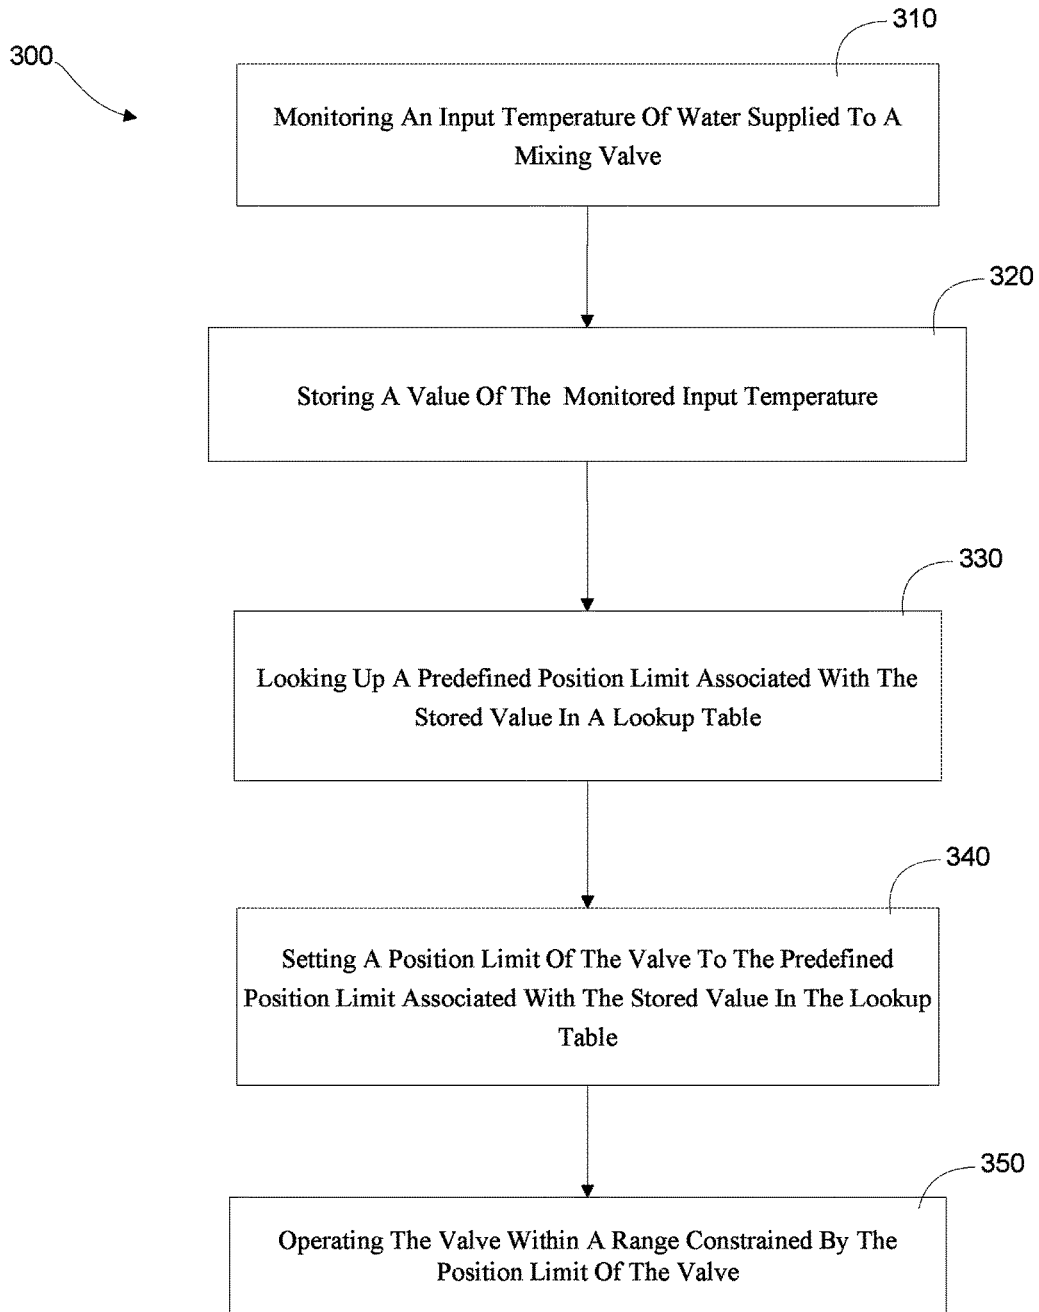 310
300
Monitoring An Input Temperature Of Water Supplied To A
Mixing Valve
320
Storing A Value Of The Monitored Input Temperature
330
Looking Up A Predefined Position Limit Associated With The
Stored Value In A Lookup Table
340
Setting A Position Limit Of The Valve To The Predefined
Position Limit Associated With The Stored Value In The Lookup
Table
350
Operating The Valve Within A Range Constrained By The
Position Limit Of The Valve